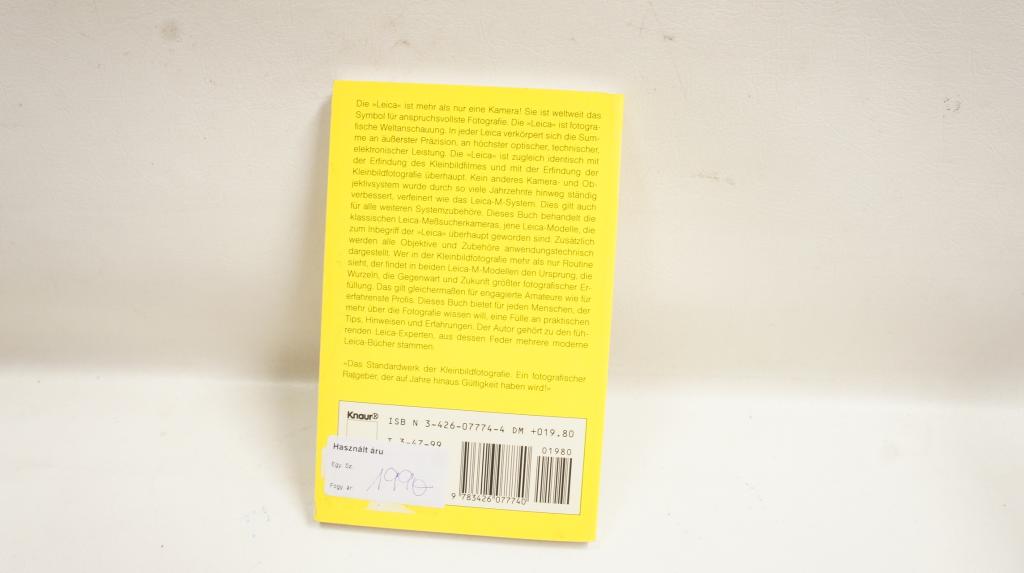 Die »Leica« ist mehr als nur eine Kamera! Sie ist weltweit das
Symbol für anspruchsvollste Fotografie. Die »Leica« ist fotogra-
fische Weltanschauung. In jeder Leica verkörpert sich die Sum-
me an äußerster Präzision, an höchster optischer, technischer,
elektronischer Leistung. Die »Leica« ist zugleich identisch mit
der Erfindung des Kleinbildfilmes und mit der Erfindung der
Kleinbildfotografie überhaupt. Kein anderes Kamera- und Ob-
jektivsystem wurde durch so viele Jahrzehnte hinweg ständig
verbessert, verfeinert wie das Leica-M-System. Dies gilt auch
für alle weiteren Systemzubehöre. Dieses Buch behandelt die
klassischen Leica-Meßsucherkameras, jene Leica-Modelle, die
zum Inbegriff der »Leica« überhaupt geworden sind. Zusätzlich
werden alle Objektive und Zubehöre anwendungstechnisch
dargestellt. Wer in der Kleinbildfotografie mehr als nur Routine
sieht, der findet in beiden Leica-M-Modellen den Ursprung, die
Wurzeln, die Gegenwart und Zukunft größter fotografischer Er-
füllung. Das gilt gleichermaßen für engagierte Amateure wie für
erfahrenste Profis. Dieses Buch bietet für jeden Menschen, der
mehr über die Fotografie wissen will, eine Fülle an praktischen
Tips, Hinweisen und Erfahrungen. Der Autor gehört zu den füh-
renden Leica-Experten, aus dessen Feder mehrere moderne
Leica-Bücher stammen.
»Das Standardwerk der Kleinbildfotografie. Ein fotografischer
Ratgeber, der auf Jahre hinaus Gültigkeit haben wird!«
Knaur®
ISB N 3-426-07774-4 DM +019.80
01980
Használt áru
Egy. Sz.
Fogy. ár: 1990
9 783426 077740